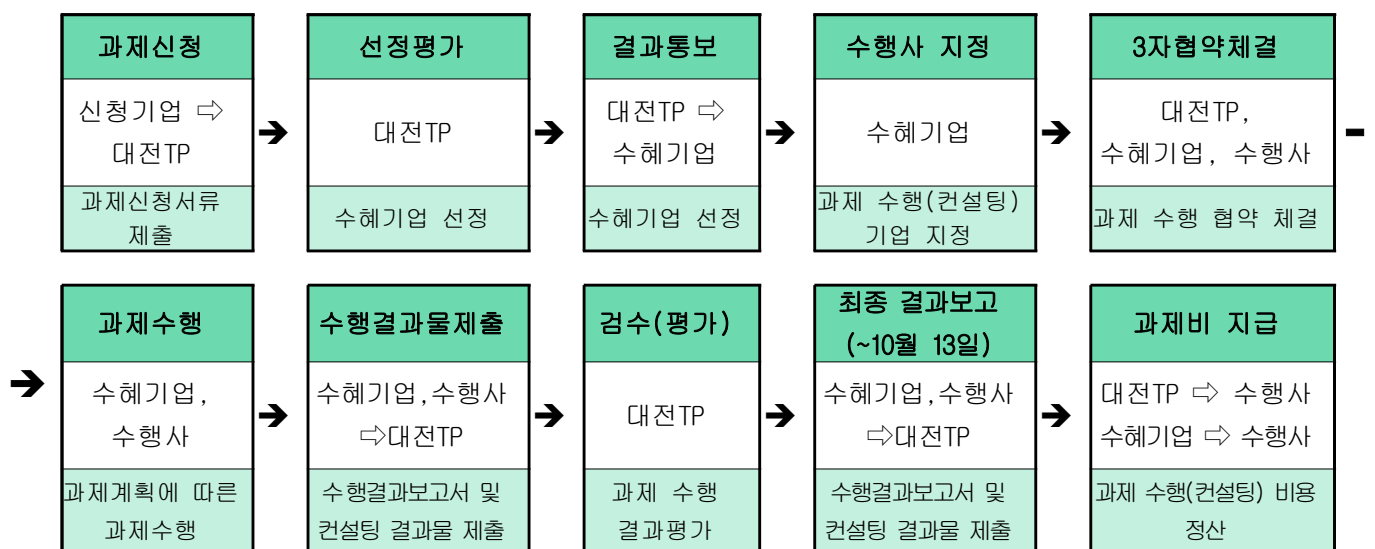 과제신청
신청기업 ⇨
대전TP
과제신청서류
제출
선정평가
대전TP
수혜기업 선정
결과통보
대전TP ⇨
수혜기업
수혜기업 선정
수행사 지정
수혜기업
과제 수행(컨설팅)
기업 지정
3자협약체결
대전TP,
수혜기업, 수행사
과제 수행 협약 체결
과제수행
수혜기업,
수행사
과제계획에 따른
과제수행
수행결과물제출
수혜기업,수행사
⇨대전TP
수행결과보고서 및
컨설팅 결과물 제출
검수(평가)
대전TP
과제 수행
결과평가
최종 결과보고
(~10월 13일)
수혜기업,수행사
⇨대전TP
수행결과보고서 및
컨설팅 결과물 제출
과제비 지급
대전TP ⇨ 수행사
수혜기업 ⇨ 수행사
과제 수행(컨설팅) 비용
정산